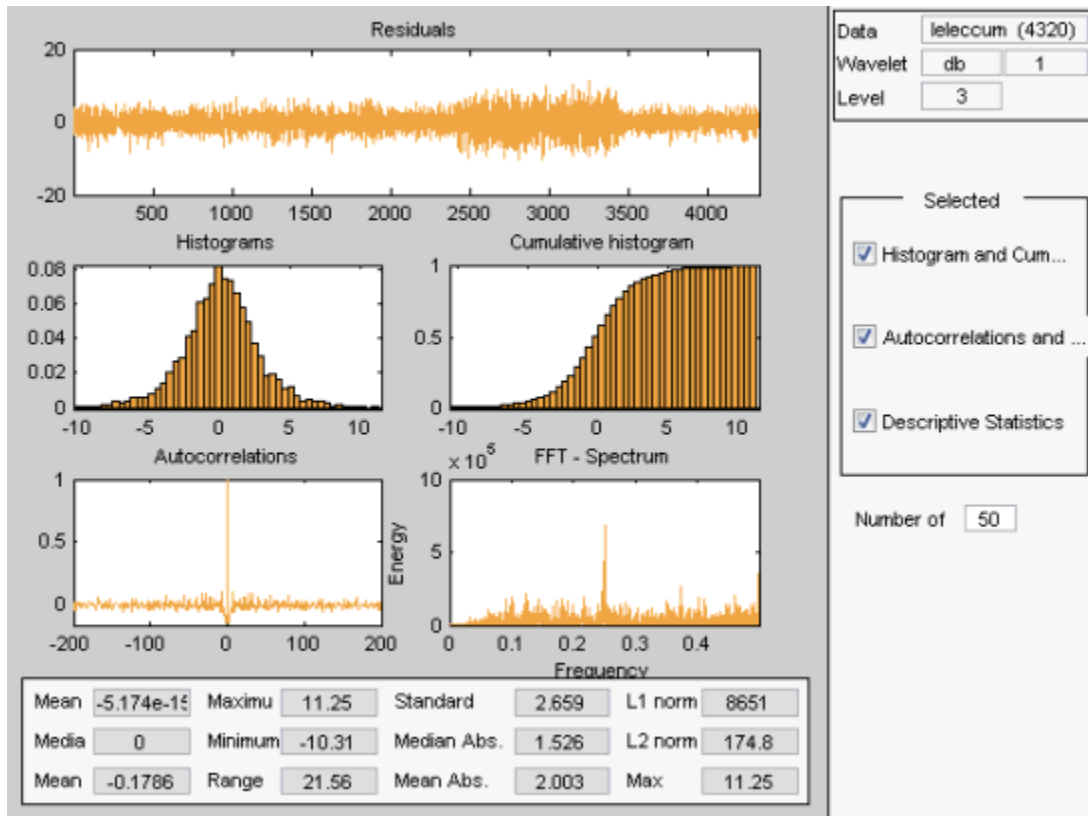 Residuals
20
0
-20
500 1000 1500 2000 2500 3000 3500 4000
Histograms
0.08
0.06
0.04
0.02
0
-10 -5 0 5 10
Cumulative histogram
1
0.5
0
-10 -5 0 5 10
Autocorrelations
1
0.5
0
-200 -100 0 100 200
FFT - Spectrum
× 10^5
10
5
0
Energy
0 0.1 0.2 0.3 0.4
Frequency
Mean -5.174e-15 Maximu 11.25 Standard 2.659 L1 norm 8651
Media 0 Minimum -10.31 Median Abs. 1.526 L2 norm 174.8
Mean -0.1786 Range 21.56 Mean Abs. 2.003 Max 11.25
Data leleccum (4320)
Wavelet db 1
Level 3
Selected
Histogram and Cum...
Autocorrelations and ...
Descriptive Statistics
Number of 50